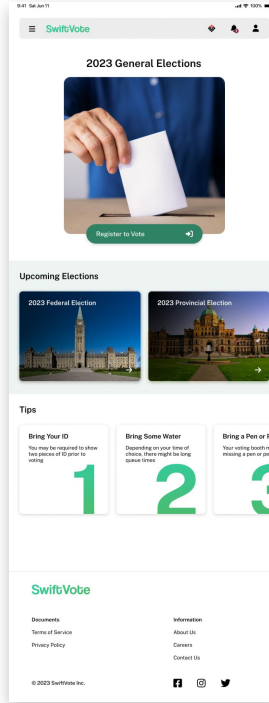 9:41 Sat Jun 11
100%
SwiftVote
2023 General Elections
Register to Vote
Upcoming Elections
2023 Federal Election
2023 Provincial Election
Tips
Bring Your ID
You may be required to show
two pieces of ID prior to
voting
1
Bring Some Water
Depending on your time of
choice, there might be long
queue times
2
Bring a Pen or P
Your voting booth m
missing a pen or pe
3
SwiftVote
Documents
Terms of Service
Privacy Policy
Information
About Us
Careers
Contact Us
© 2023 SwiftVote Inc.